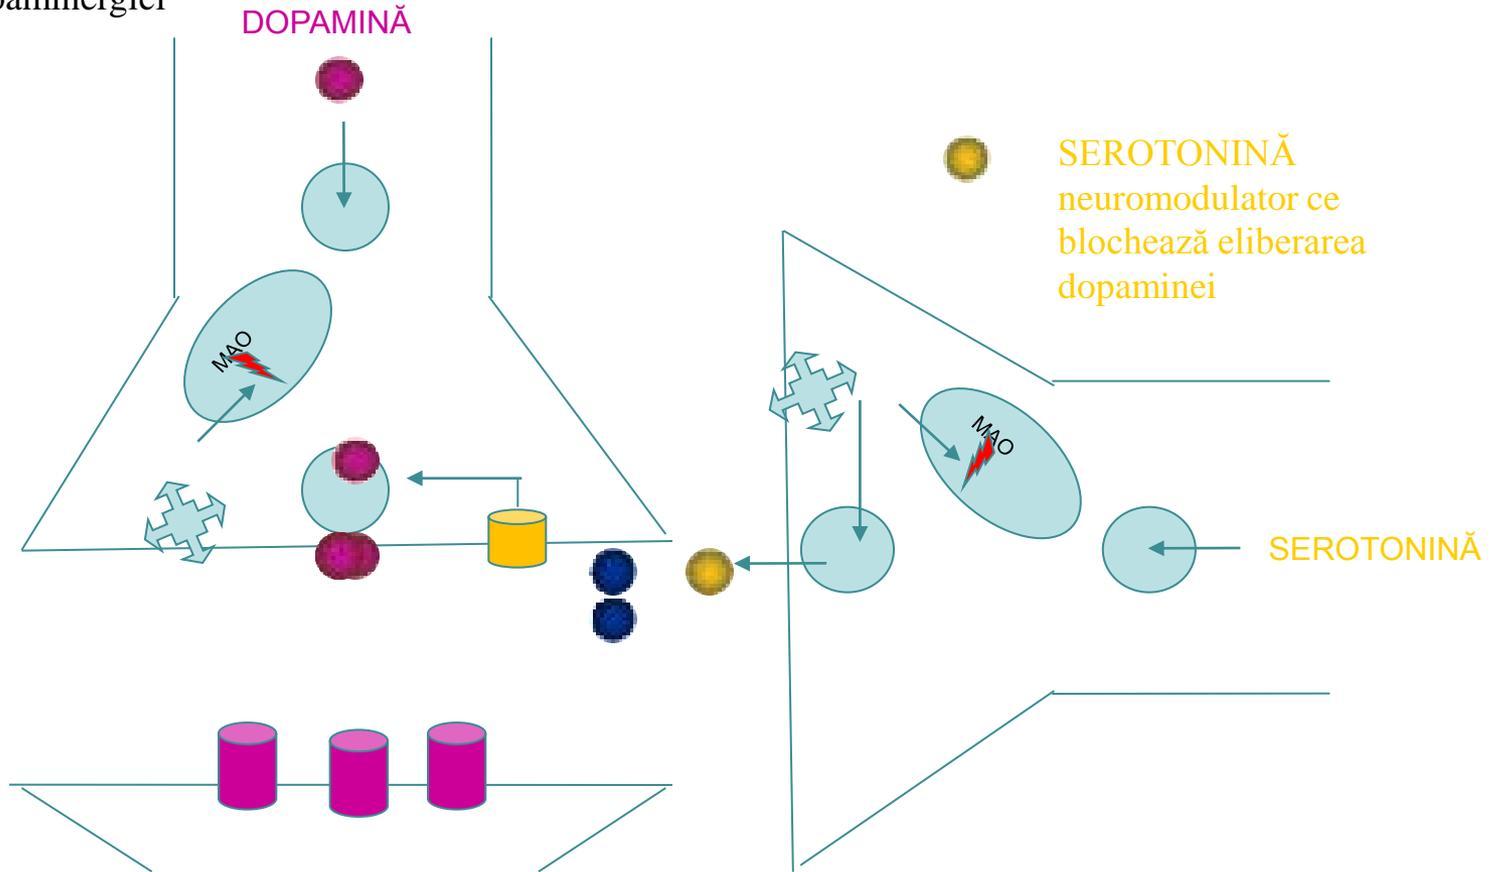 DOPAMINĂ
SEROTONINĂ
neuromodulator ce
blochează eliberarea
dopaminei
MAO
MAO
SEROTONINĂ